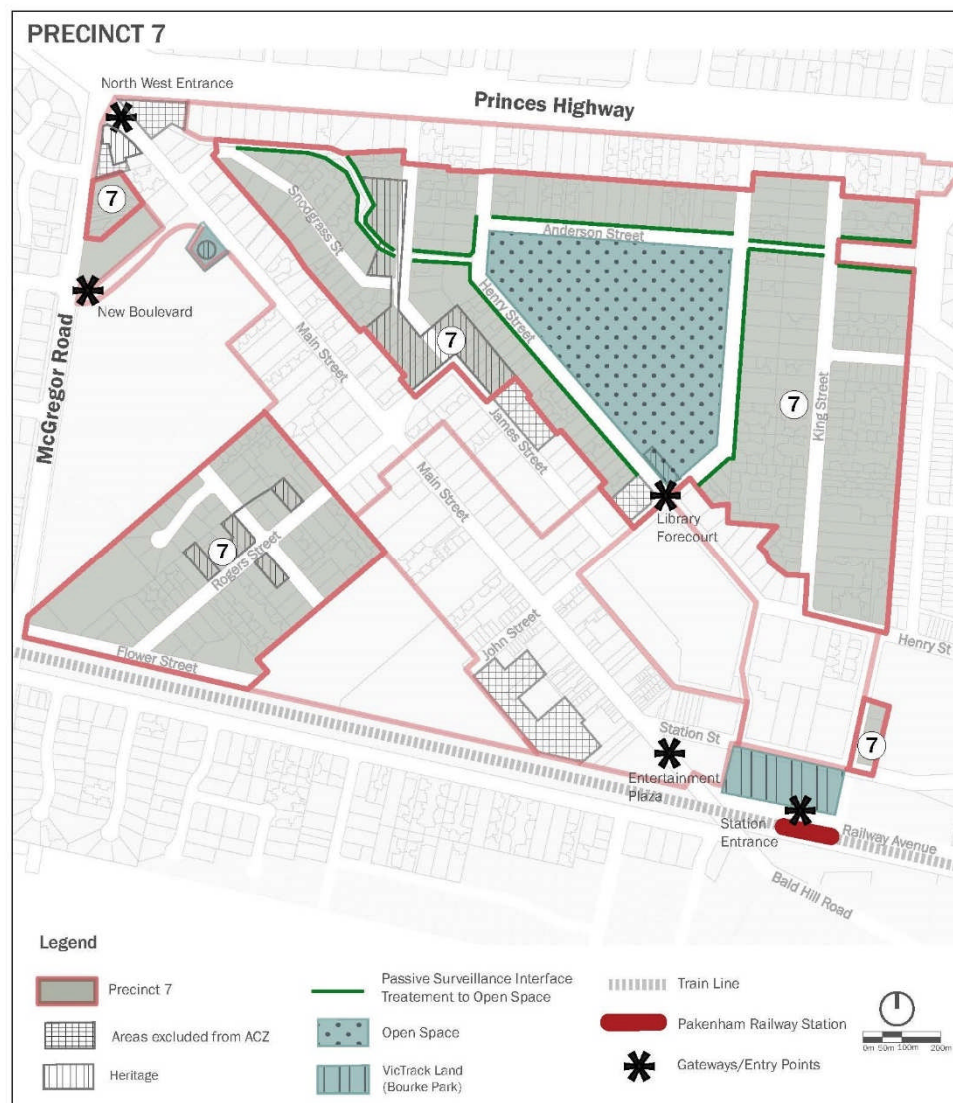 PRECINCT 7
North West Entrance
Princes Highway
7
Snodgrass St
Anderson Street
New Boulevard
Henry Street
McGregor Road
Main Street
7
7
King Street
James Street
Main Street
Library
Forecourt
7
Rogers Street
John Street
Henry St
Flower Street
Station St
7
Entertainment
Plaza
Station
Entrance
Railway Avenue
Bald Hill Road
Legend
Precinct 7
Areas excluded from ACZ
Heritage
Passive Surveillance Interface
Treatement to Open Space
Open Space
VicTrack Land
(Bourke Park)
Train Line
Pakenham Railway Station
Gateways/Entry Points
0m 50m 100m 200m